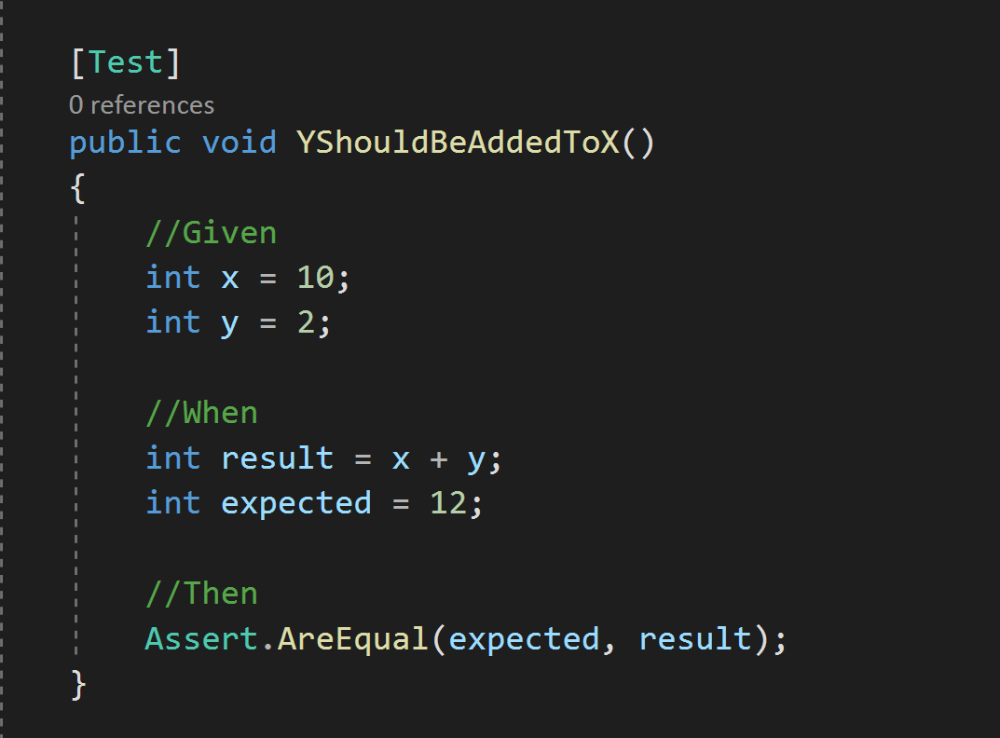 [Test]
0 references
public void YShouldBeAddedToX()
{
//Given
int x = 10;
int y = 2;
//When
int result = x + y;
int expected = 12;
//Then
Assert.AreEqual(expected, result);
}